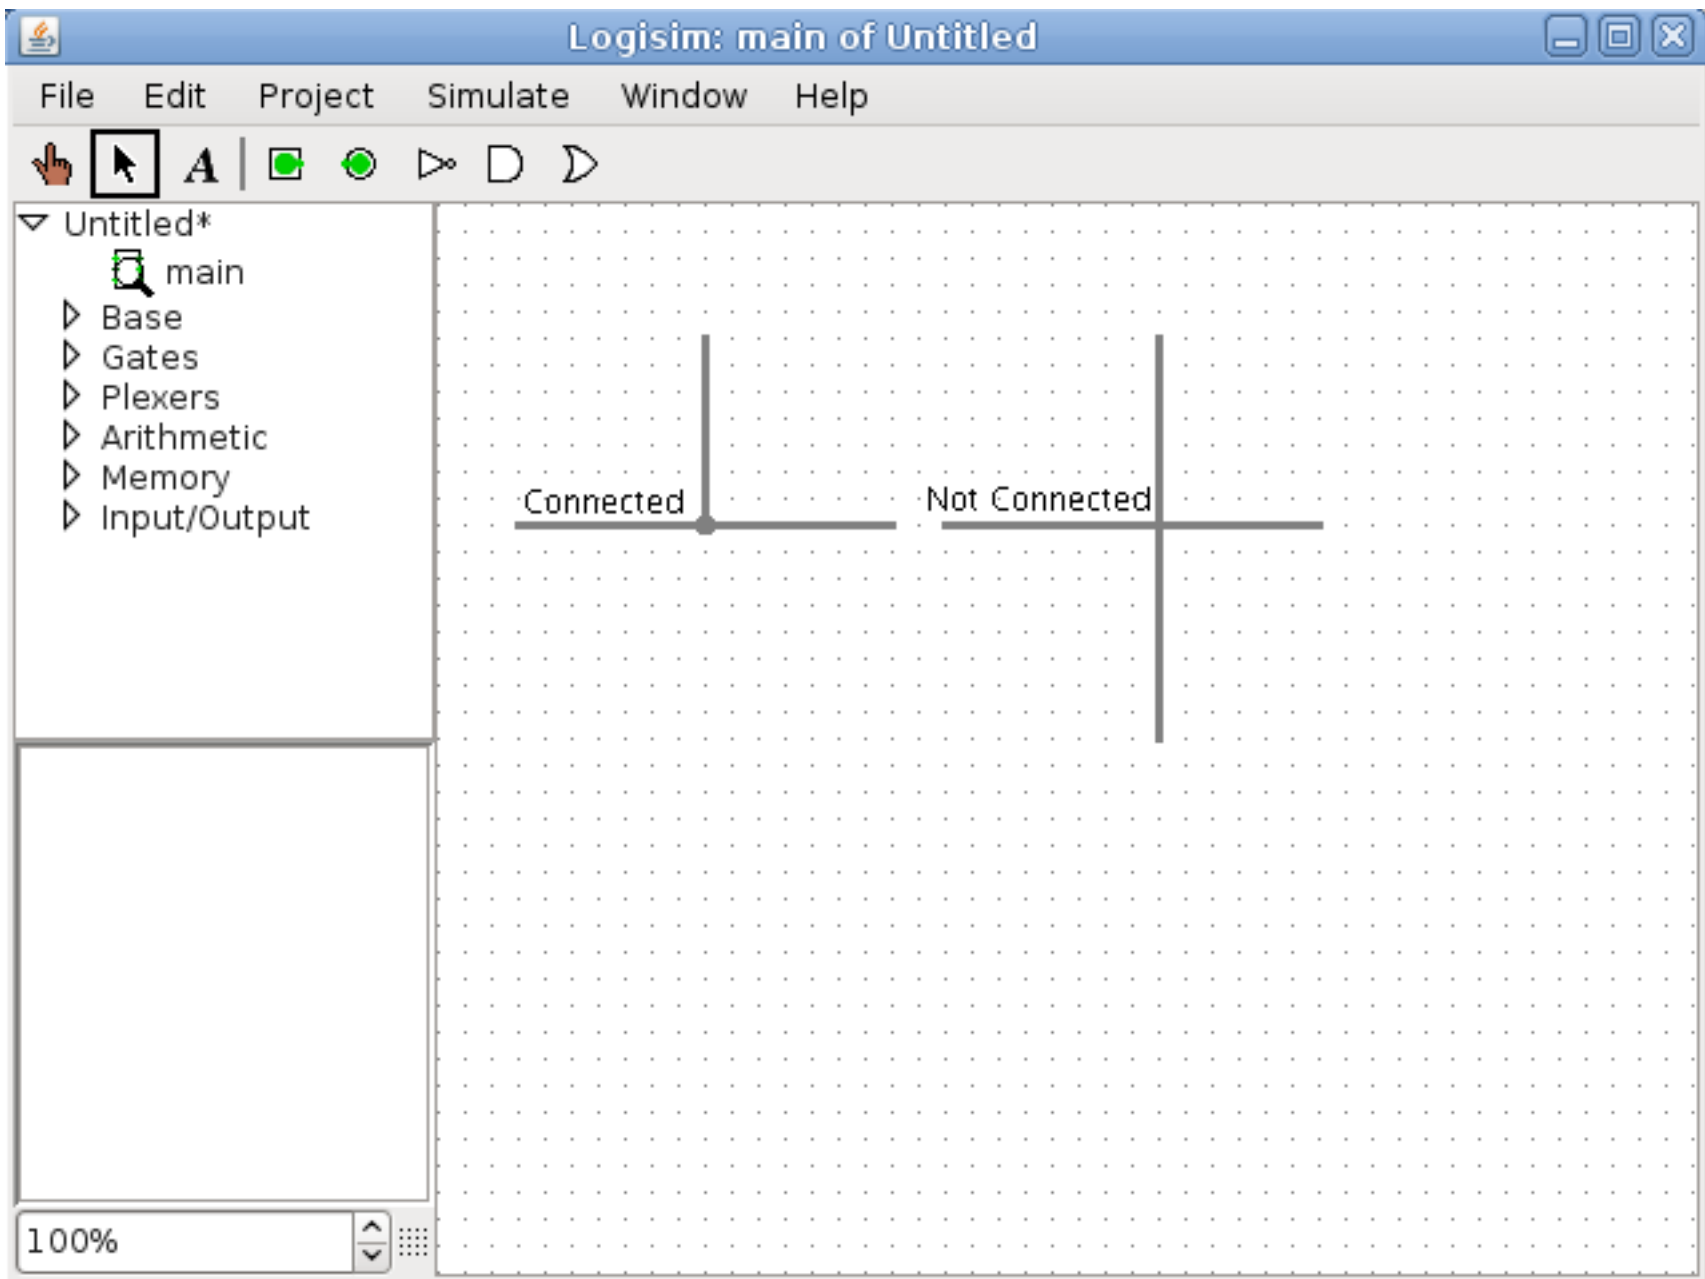 Logisim: main of Untitled
File Edit Project Simulate Window Help
A
Untitled*
main
Base
Gates
Plexers
Arithmetic
Memory
Input/Output
Connected
Not Connected
100%